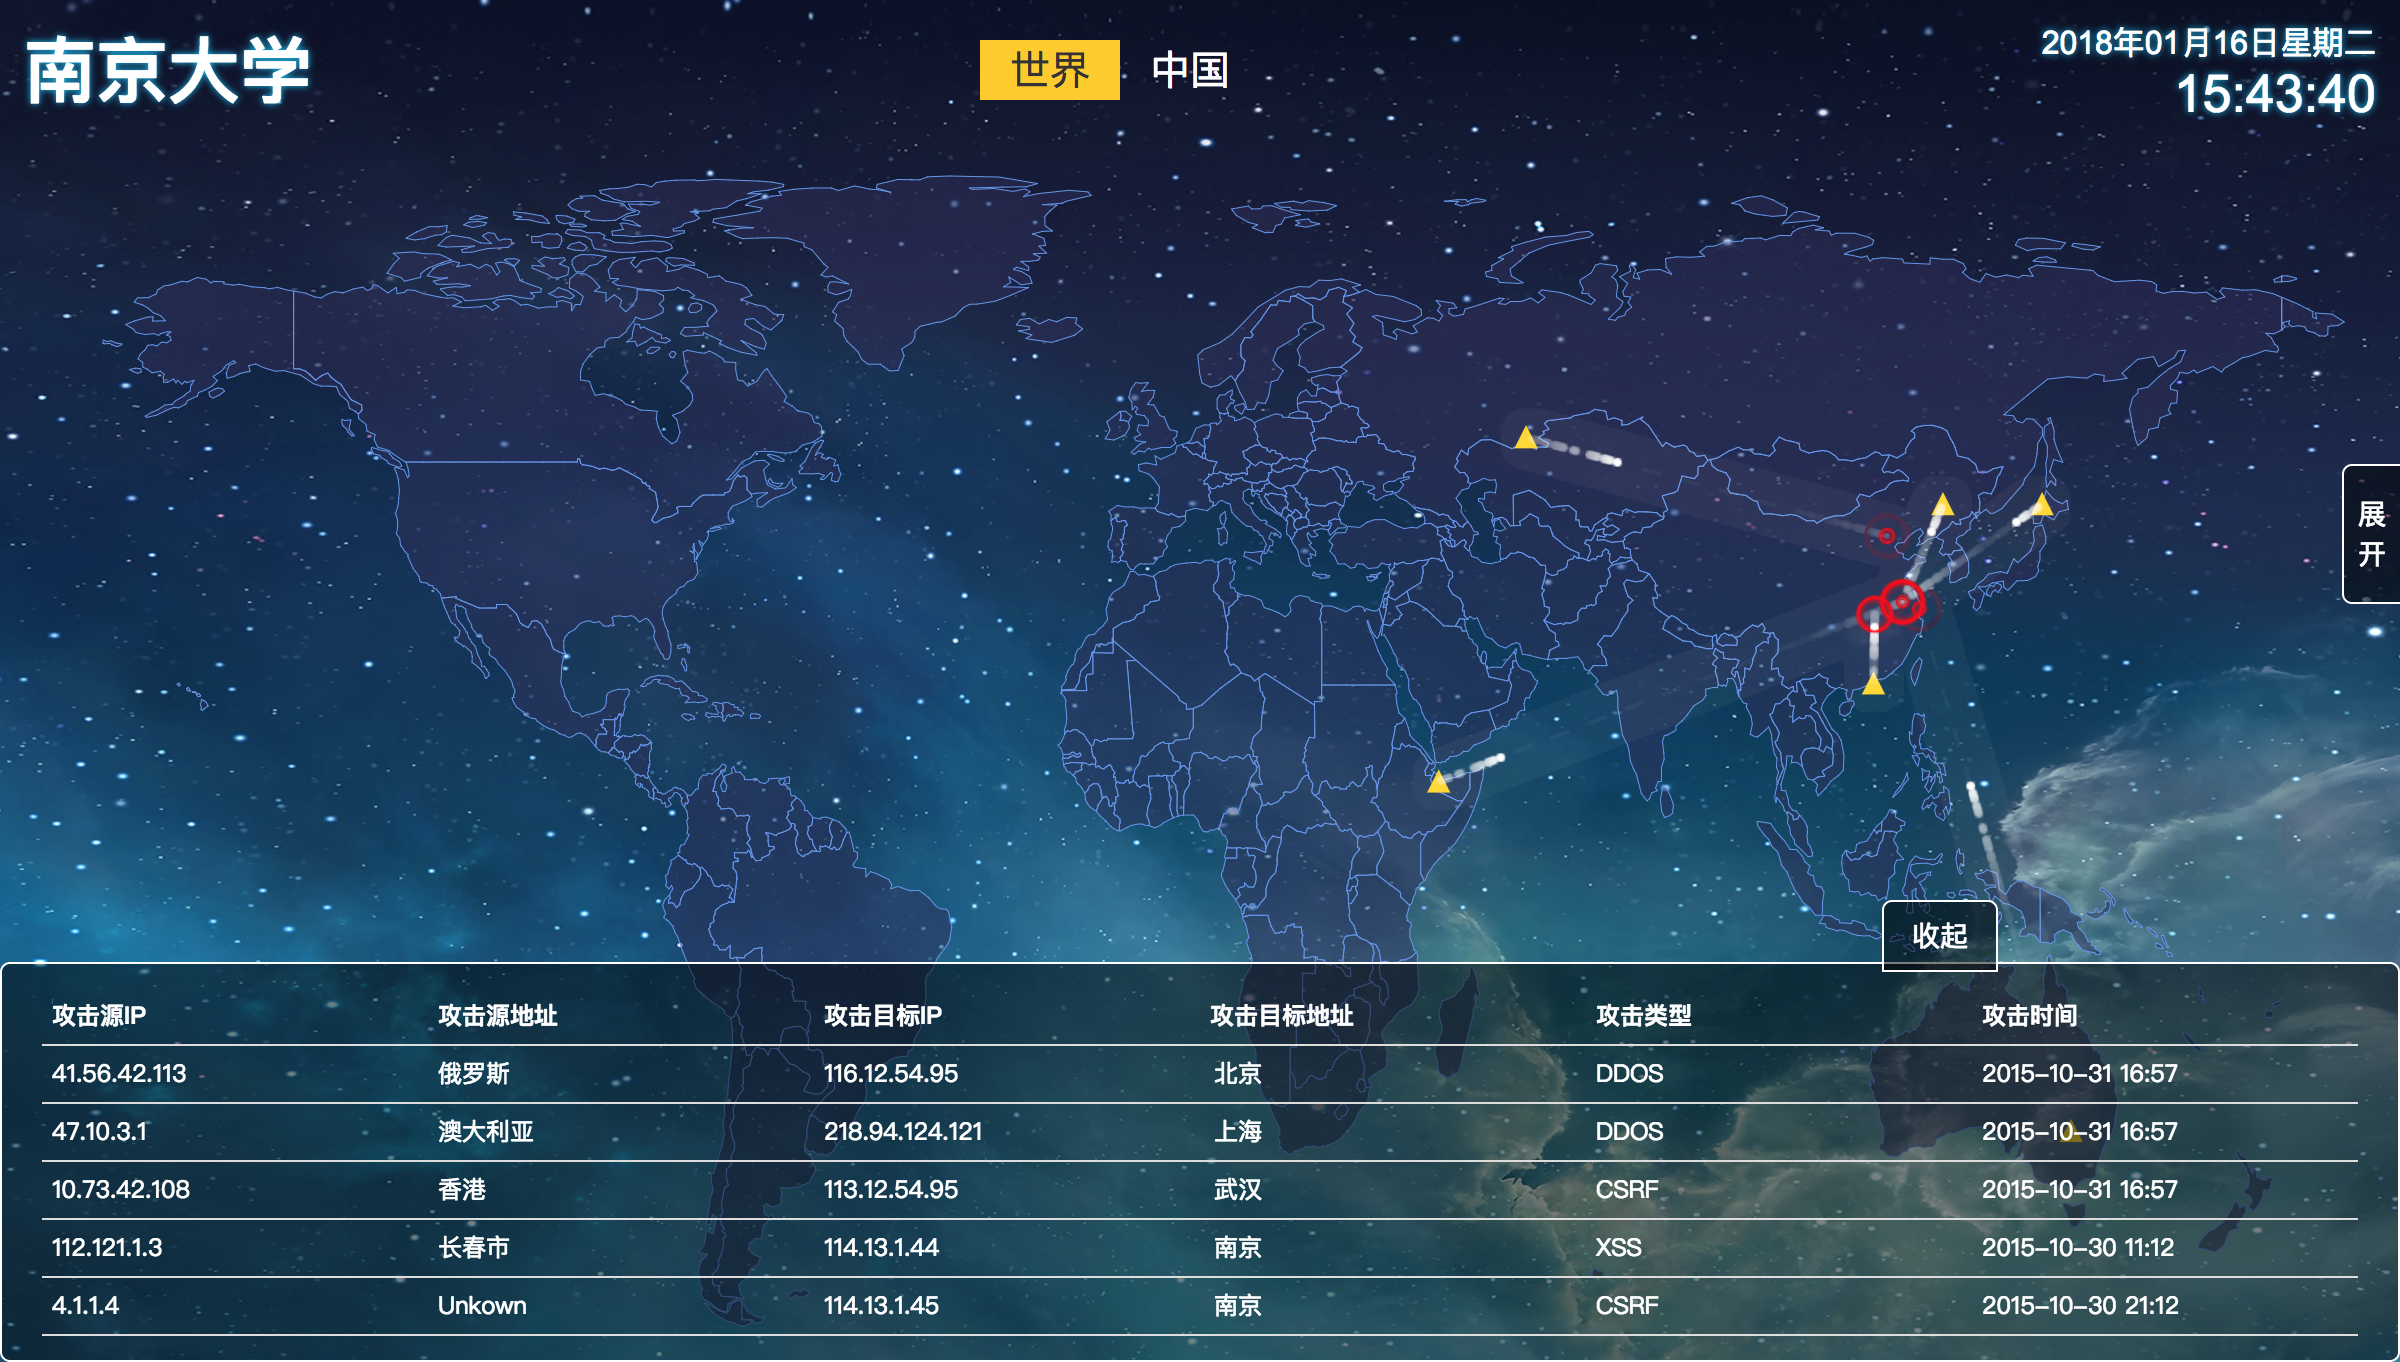 南京大学
世界 中国
2018年01月16日星期二
15:43:40
展开
收起
攻击源IP 攻击源地址 攻击目标IP 攻击目标地址 攻击类型 攻击时间
41.56.42.113 俄罗斯 116.12.54.95 北京 DDOS 2015-10-31 16:57
47.10.3.1 澳大利亚 218.94.124.121 上海 DDOS 2015-10-31 16:57
10.73.42.108 香港 113.12.54.95 武汉 CSRF 2015-10-31 16:57
112.121.1.3 长春市 114.13.1.44 南京 XSS 2015-10-30 11:12
4.1.1.4 Unkown 114.13.1.45 南京 CSRF 2015-10-30 21:12